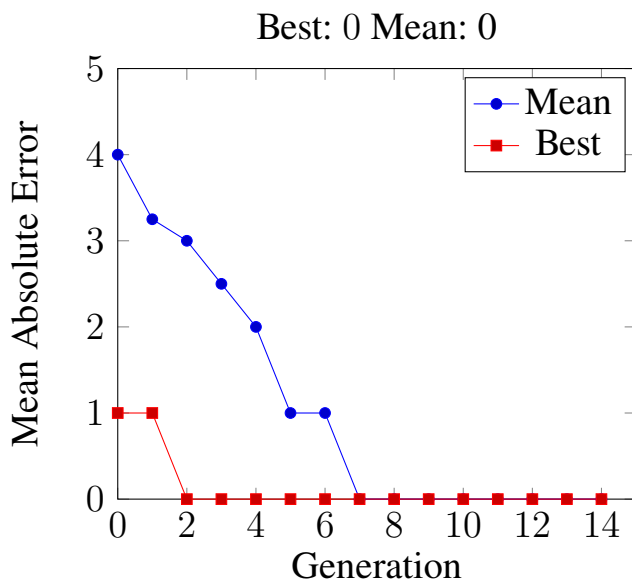 Best: 0 Mean: 0
Mean Absolute Error
5
4
3
2
1
0
Mean
Best
0 2 4 6 8 10 12 14
Generation